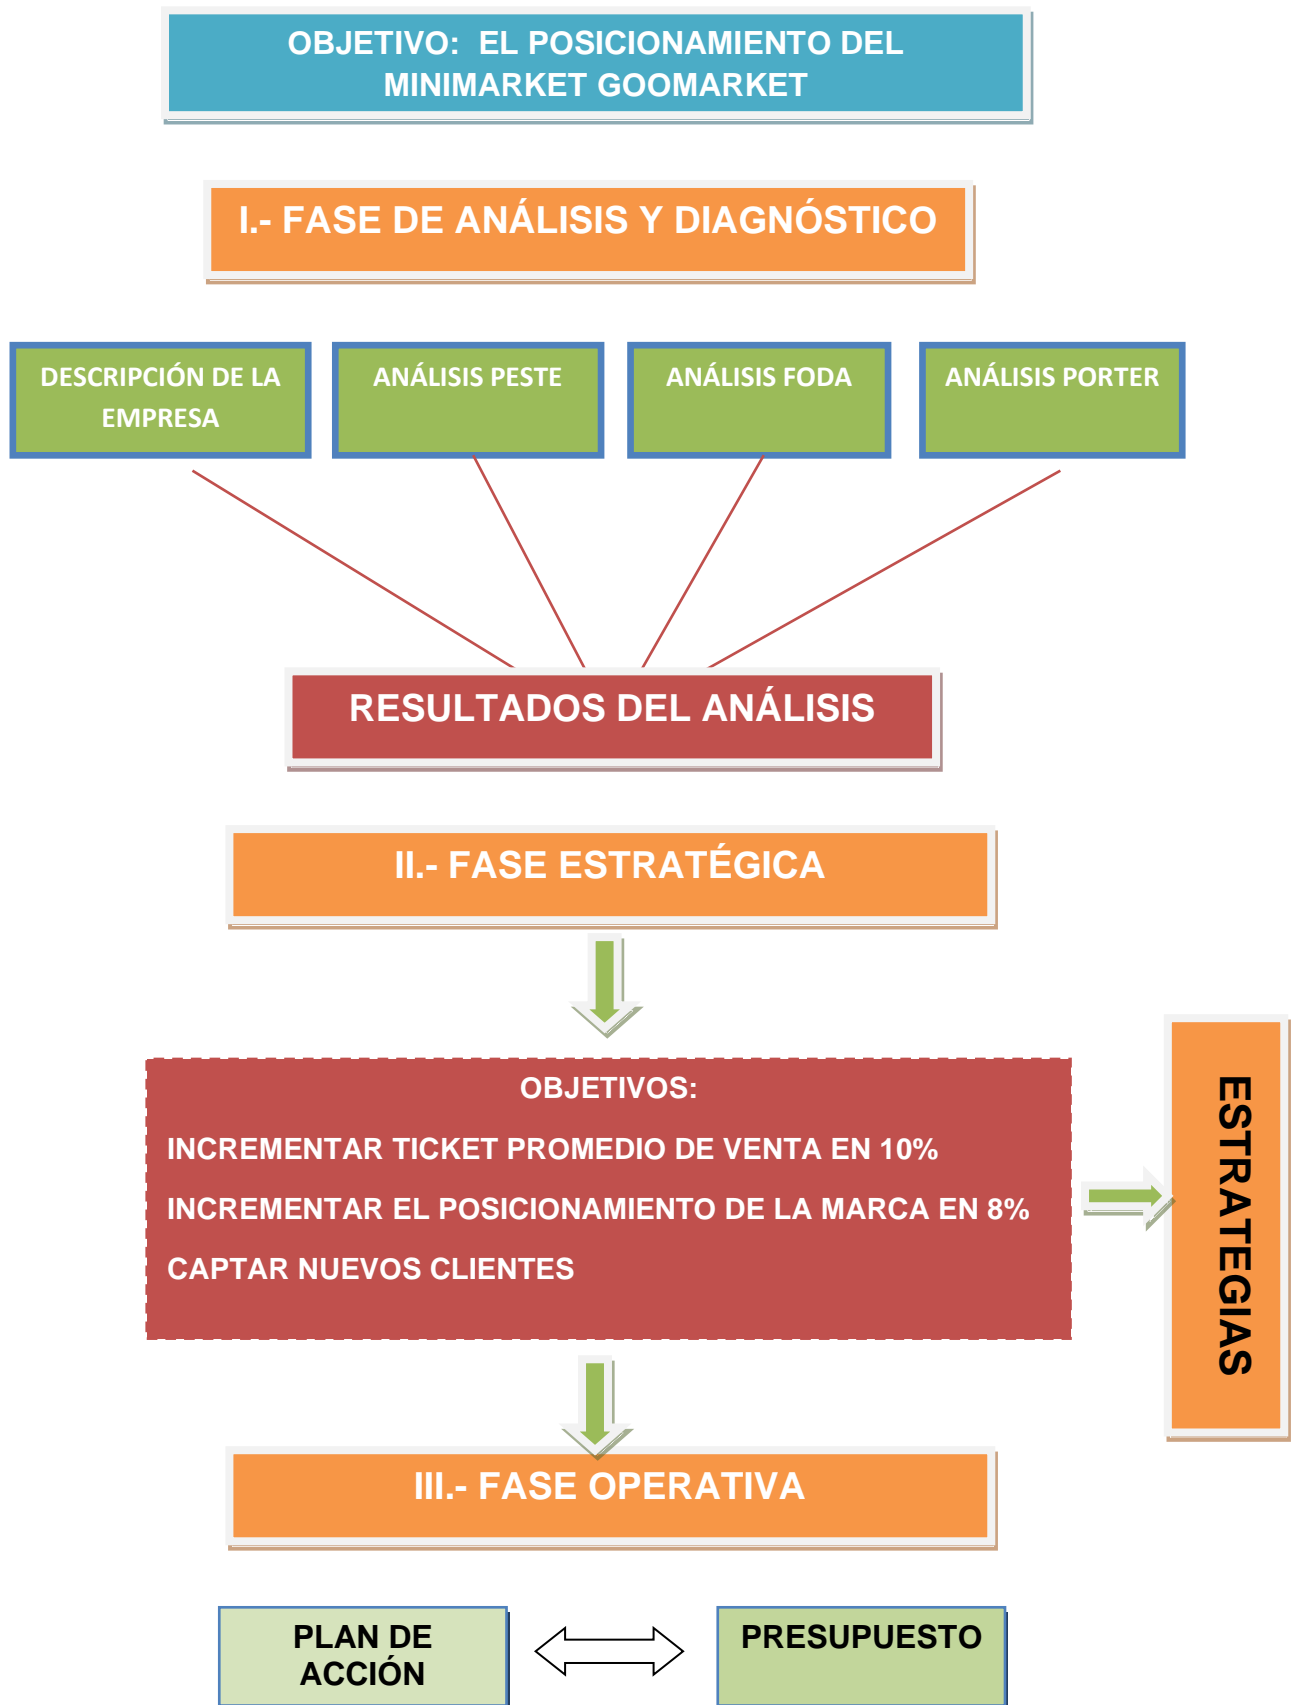 OBJETIVO: EL POSICIONAMIENTO DEL
MINIMARKET GOOMARKET
I.- FASE DE ANÁLISIS Y DIAGNÓSTICO
DESCRIPCIÓN DE LA
EMPRESA
ANÁLISIS PESTE
ANÁLISIS FODA
ANÁLISIS PORTER
RESULTADOS DEL ANÁLISIS
II.- FASE ESTRATÉGICA
OBJETIVOS:
INCREMENTAR TICKET PROMEDIO DE VENTA EN 10%
INCREMENTAR EL POSICIONAMIENTO DE LA MARCA EN 8%
CAPTAR NUEVOS CLIENTES
ESTRATEGIAS
III.- FASE OPERATIVA
PLAN DE
ACCIÓN
PRESUPUESTO